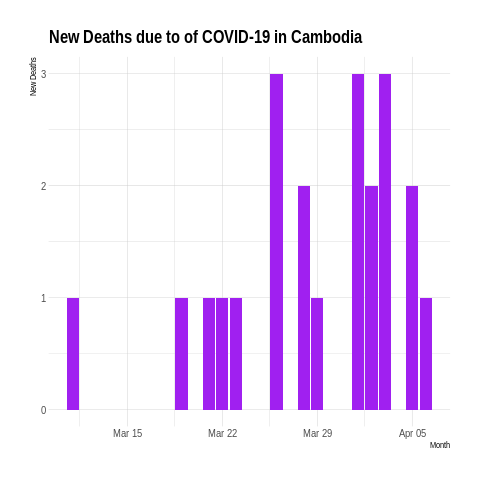 New Deaths due to of COVID-19 in Cambodia
New Deaths
3
2
1
0
Mar 15 Mar 22 Mar 29 Apr 05
Month